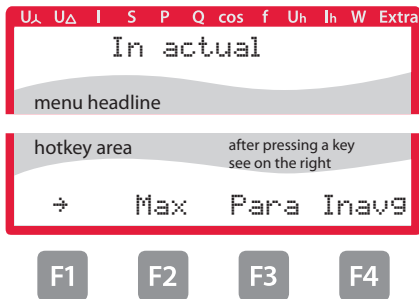 U⅄ U∆ I S P Q cos f Uh Ih W Extra
In actual
menu headline
hotkey area
after pressing a key
see on the right
→ Max Para Inavg
F1 F2 F3 F4